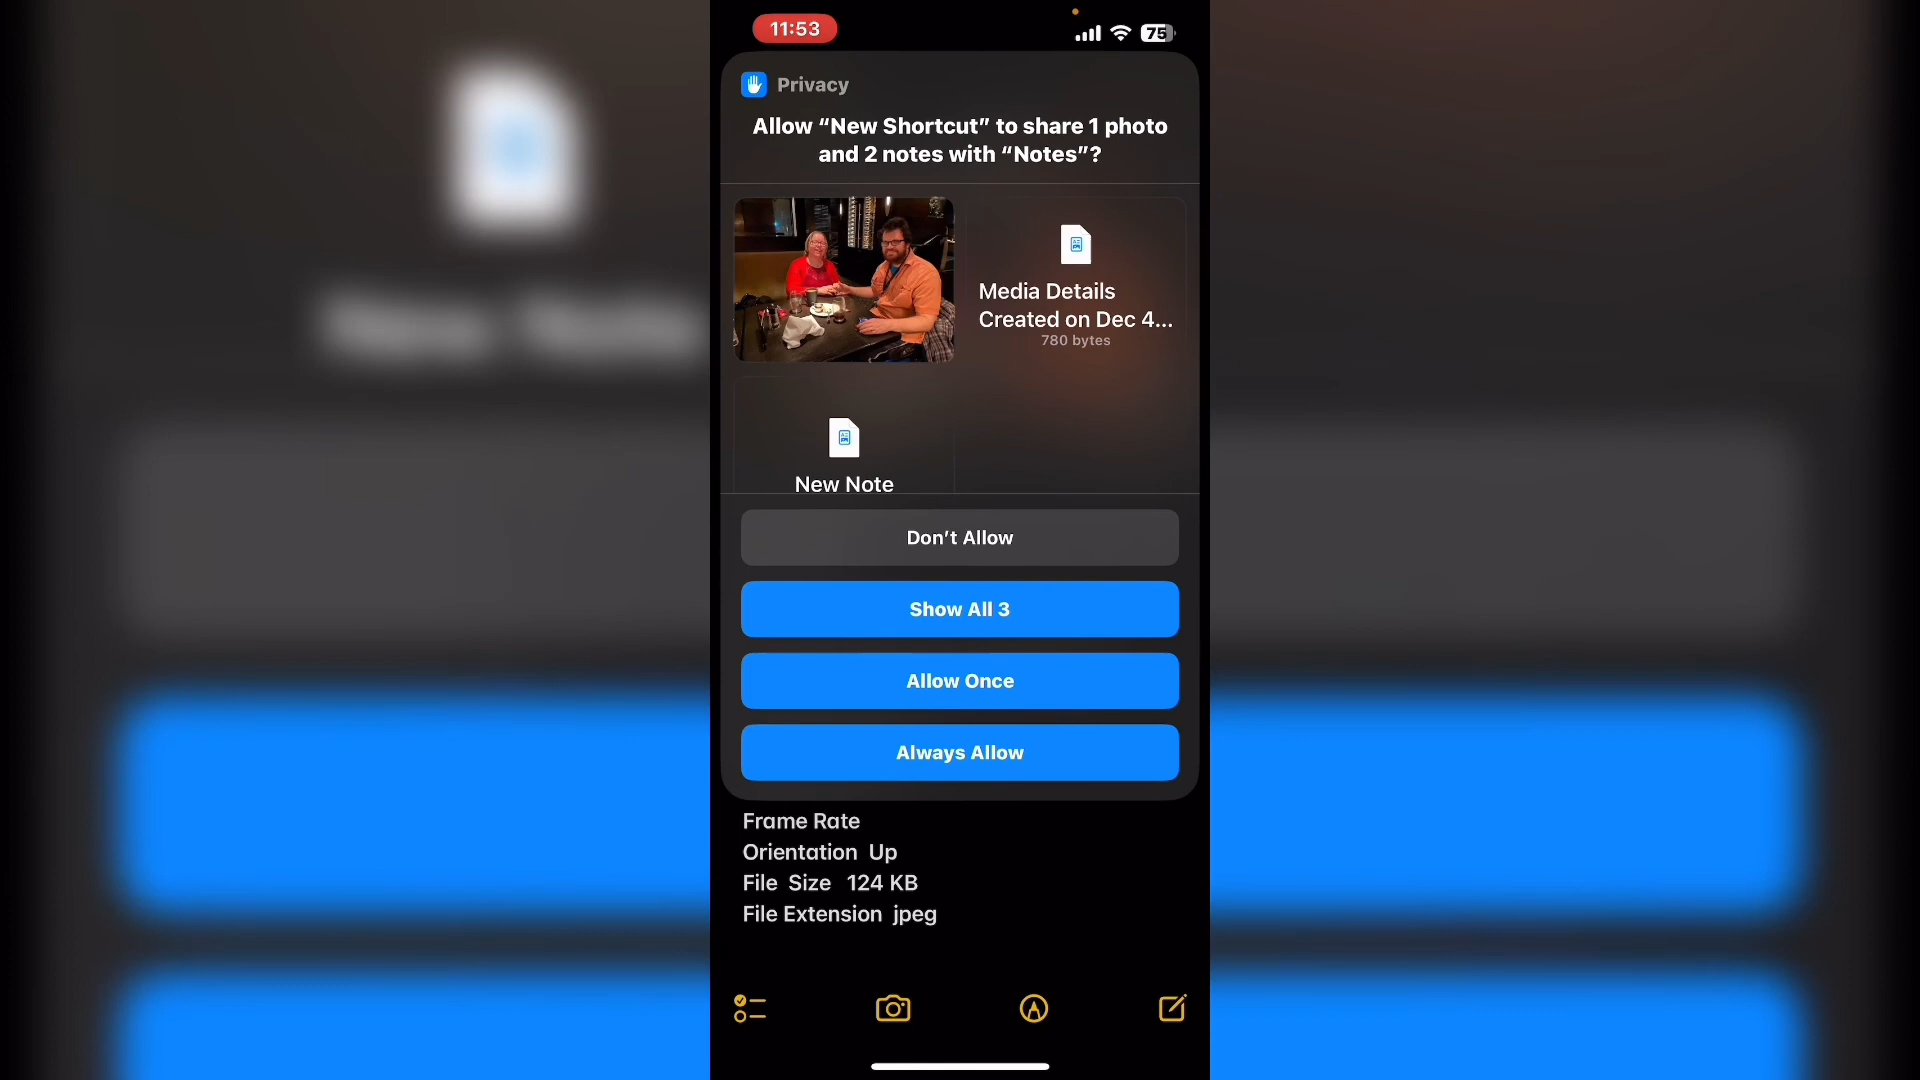 11:53
75
Privacy
Allow “New Shortcut” to share 1 photo
and 2 notes with “Notes”?
Media Details
Created on Dec 4...
780 bytes
New Note
Don’t Allow
Show All 3
Allow Once
Always Allow
Frame Rate
Orientation Up
File Size 124 KB
File Extension jpeg